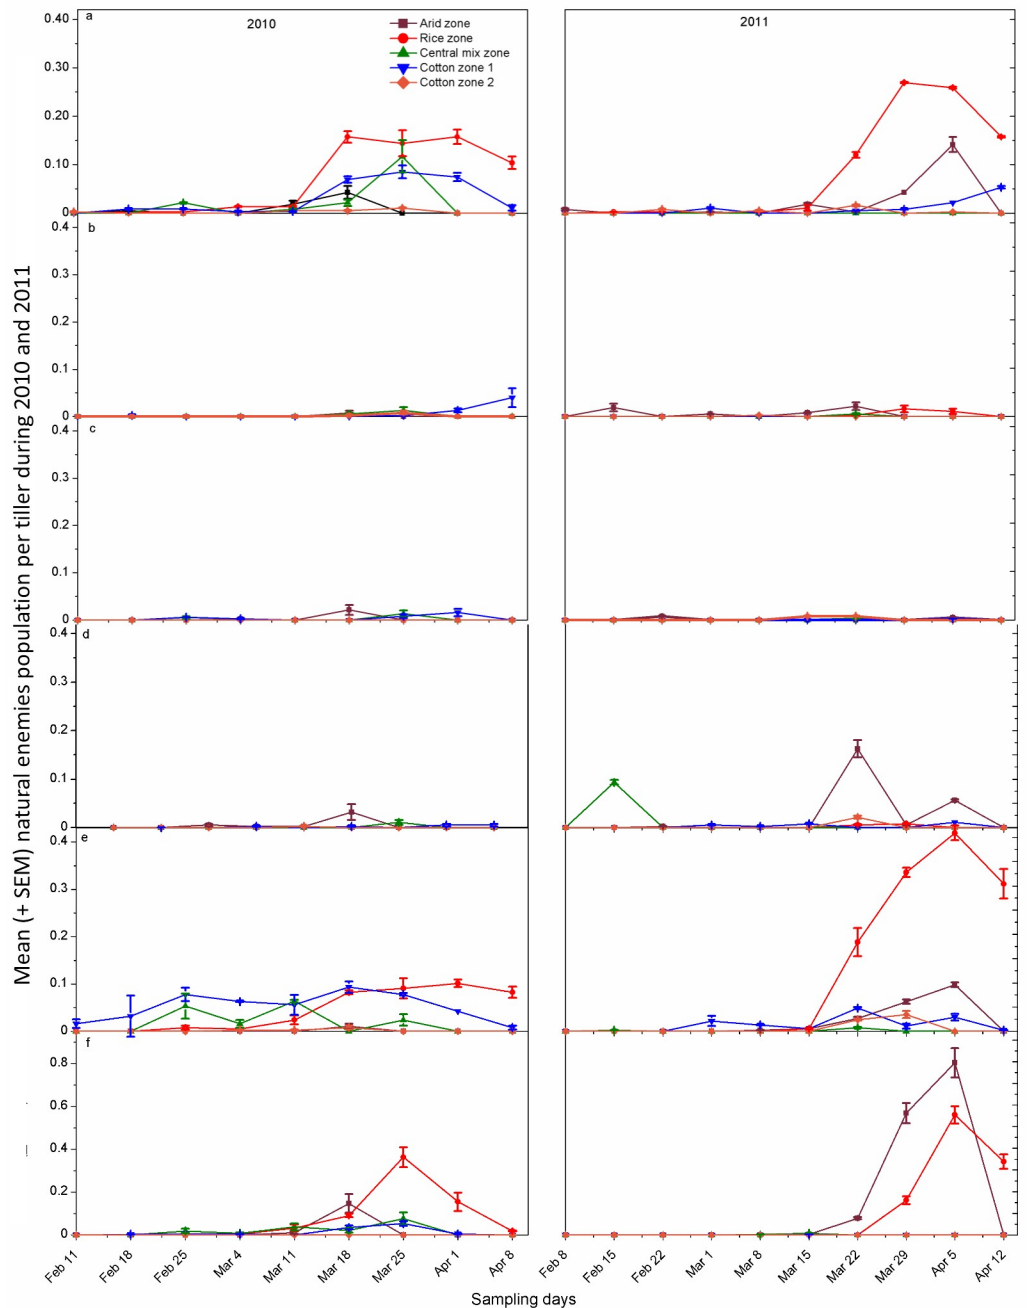 Mean (+ SEM) natural enemies population per tiller during 2010 and 2011
a
2010
Arid zone
Rice zone
Central mix zone
Cotton zone 1
Cotton zone 2
2011
0.40
0.30
0.20
0.10
0
b
0.4
0.3
0.2
0.1
0
c
0.4
0.3
0.2
0.1
0
d
0.4
0.3
0.2
0.1
0
e
0.4
0.3
0.2
0.1
0
f
0.8
0.6
0.4
0.2
0
Feb 11
Feb 18
Feb 25
Mar 4
Mar 11
Mar 18
Mar 25
Apr 1
Apr 8
Feb 8
Feb 15
Feb 22
Mar 1
Mar 8
Mar 15
Mar 22
Mar 29
Apr 5
Apr 12
Sampling days